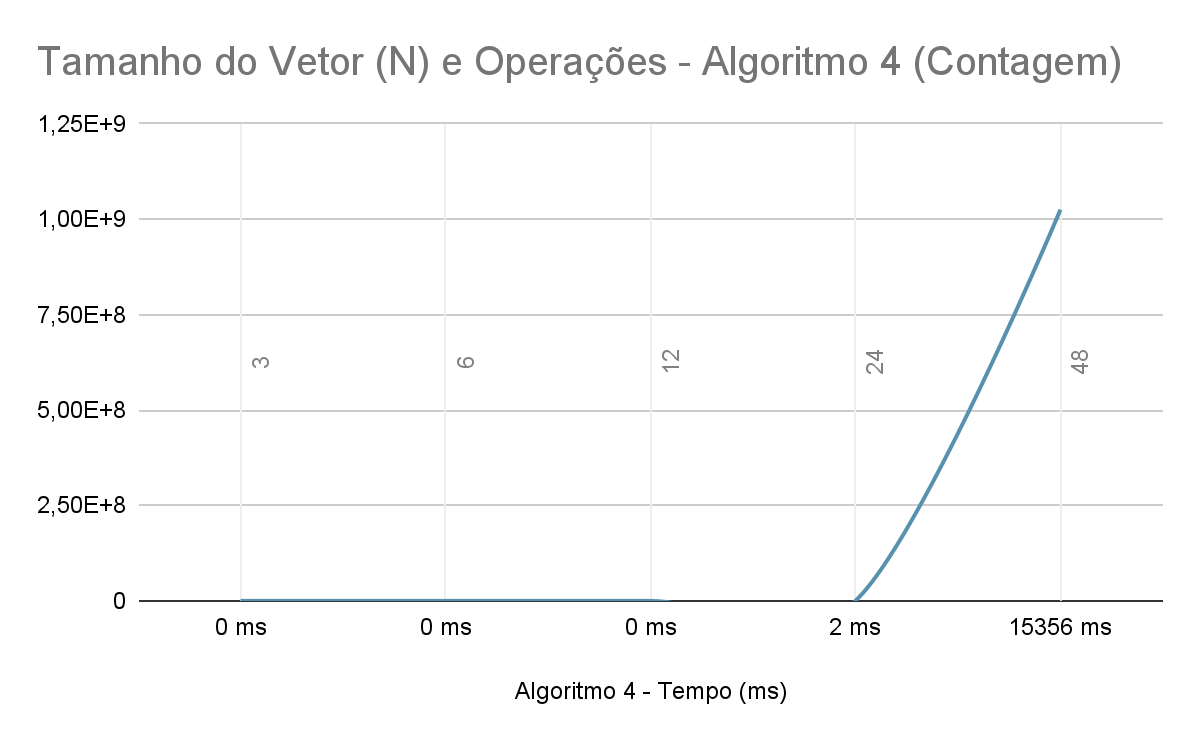 Tamanho do Vetor (N) e Operações - Algoritmo 4 (Contagem)
1,25E+9
1,00E+9
7,50E+8
5,00E+8
2,50E+8
0
3
6
12
24
48
0 ms
0 ms
0 ms
2 ms
15356 ms
Algoritmo 4 - Tempo (ms)